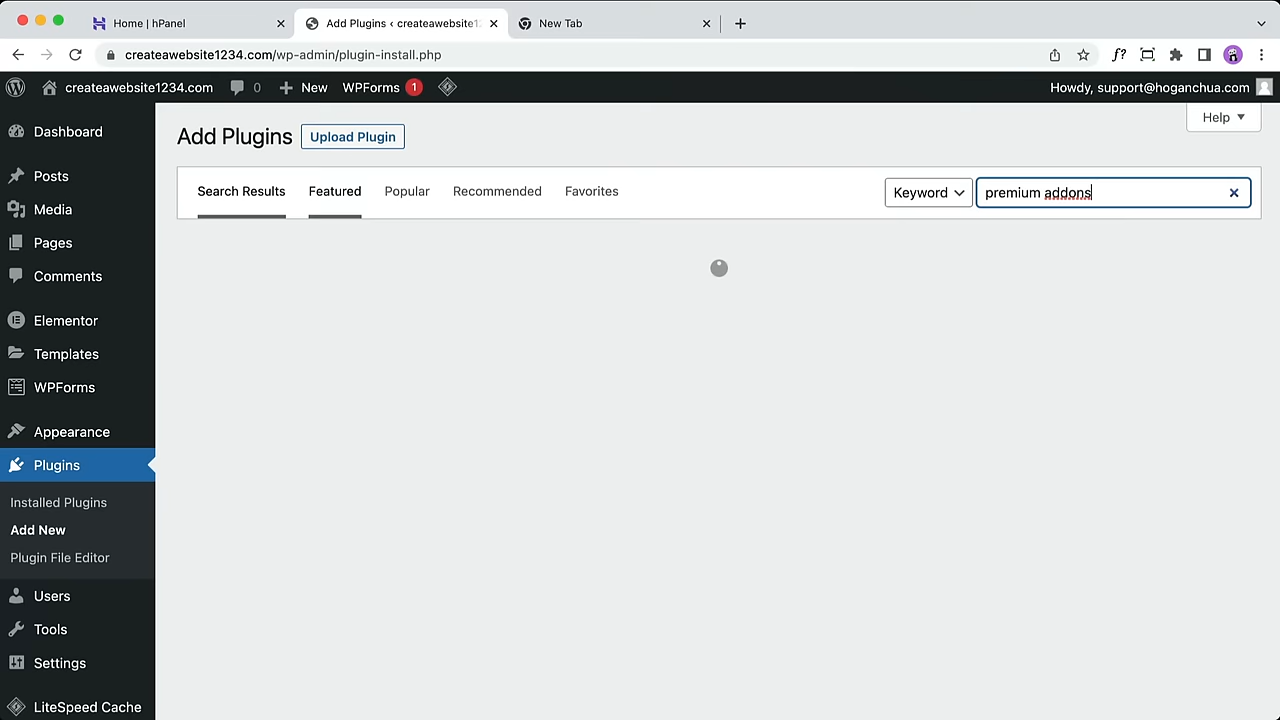 Home | hPanel
Add Plugins ‹ createawebsite12
New Tab
createawebsite1234.com/wp-admin/plugin-install.php
f?
createawebsite1234.com
0
New
WPForms 1
Howdy, support@hoganchua.com
Dashboard
Posts
Media
Pages
Comments
Elementor
Templates
WPForms
Appearance
Plugins
Installed Plugins
Add New
Plugin File Editor
Users
Tools
Settings
LiteSpeed Cache
Help
Add Plugins
Upload Plugin
Search Results
Featured
Popular
Recommended
Favorites
Keyword
premium addons